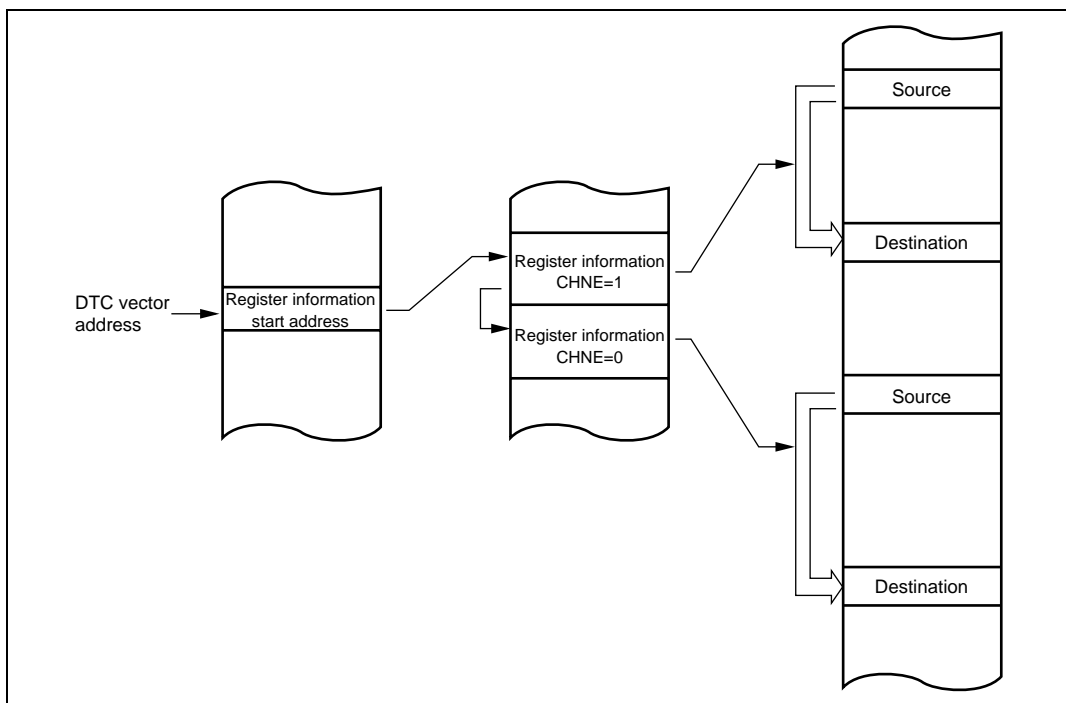 DTC vector
address
Register information
start address
Register information
CHNE=1
Register information
CHNE=0
Source
Destination
Source
Destination